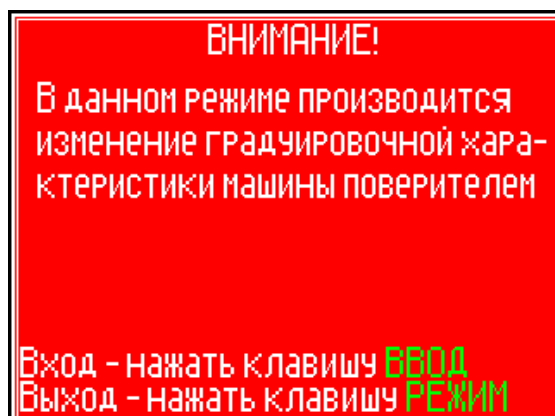 ВНИМАНИЕ!
В данном режиме производится
изменение градуировочной хара-
ктеристики машины поверителем
Вход - нажать клавишу ВВОД
Выход - нажать клавишу РЕЖИМ